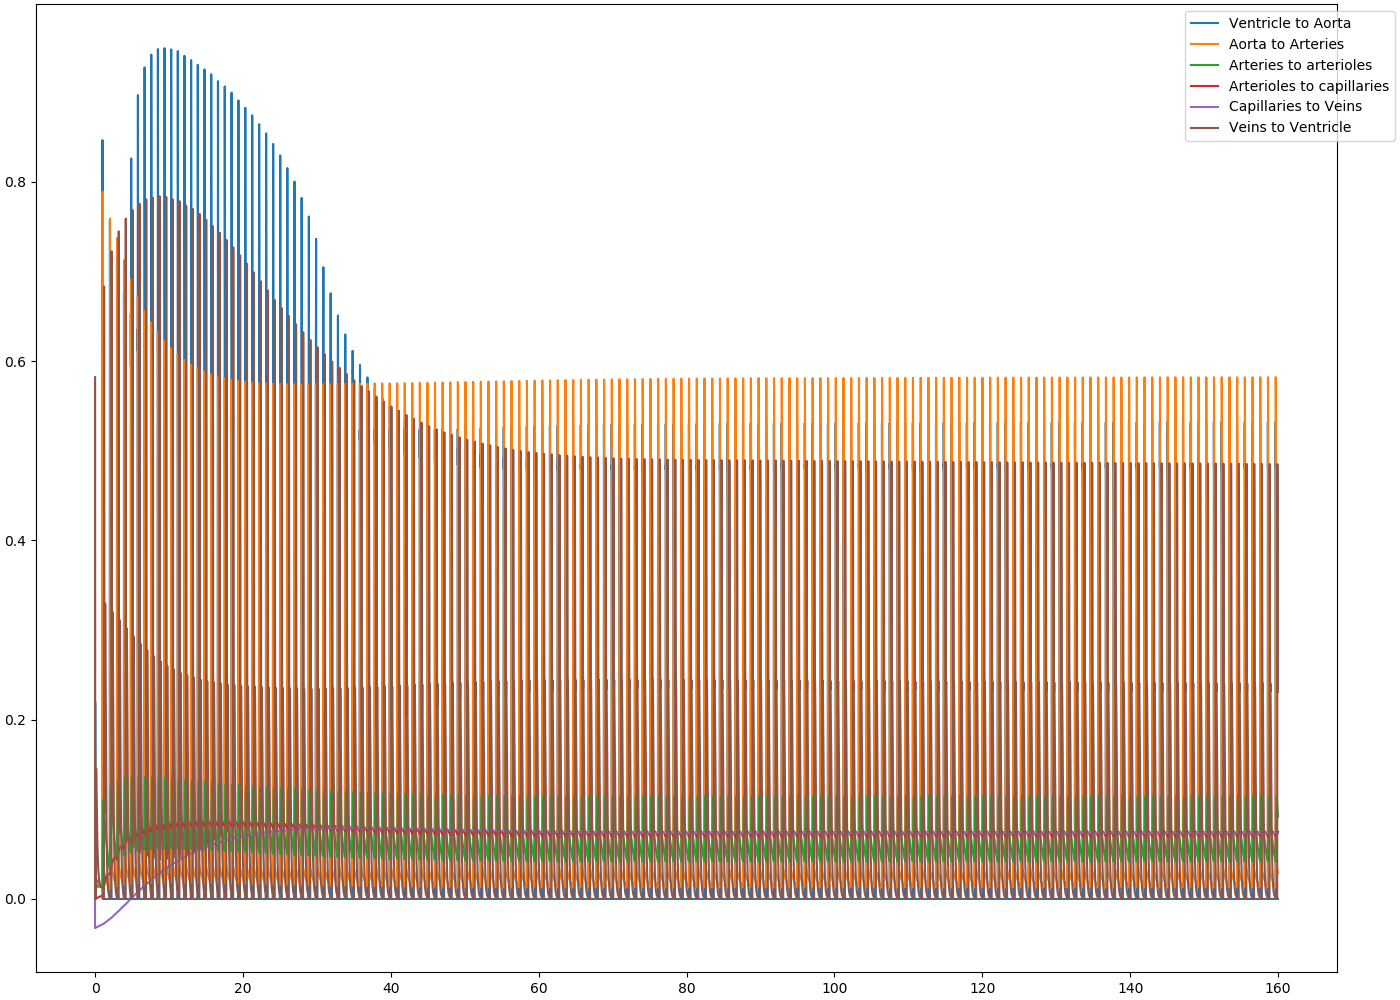 Ventricle to Aorta
Aorta to Arteries
Arteries to arterioles
Arterioles to capillaries
Capillaries to Veins
Veins to Ventricle
0.8
0.6
0.4
0.2
0.0
0 20 40 60 80 100 120 140 160